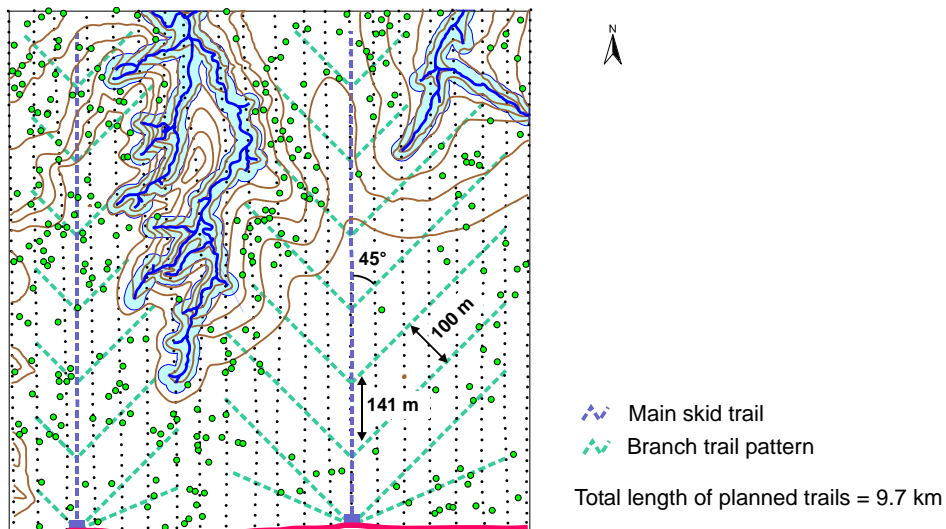 N
45°
100 m
141 m
Main skid trail
Branch trail pattern
Total length of planned trails = 9.7 km